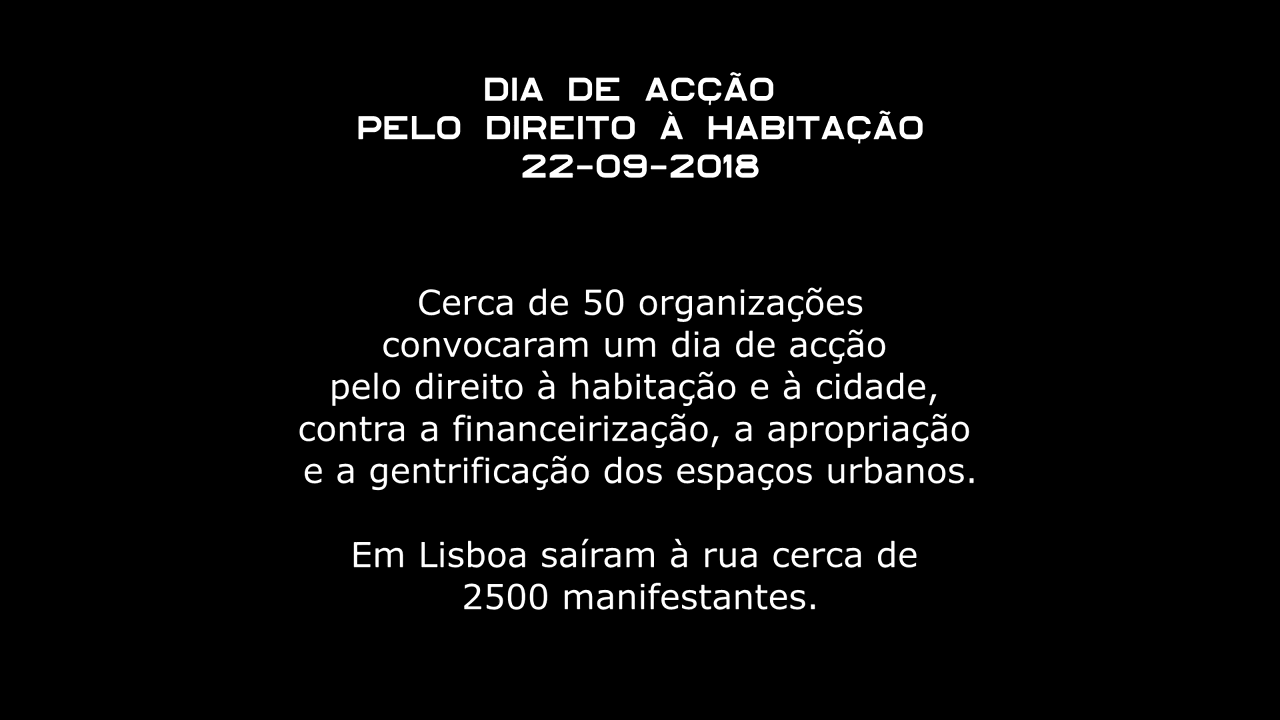 DIA DE ACÇÃO
PELO DIREITO À HABITAÇÃO
22-09-2018
Cerca de 50 organizações
convocaram um dia de acção
pelo direito à habitação e à cidade,
contra a financeirização, a apropriação
e a gentrificação dos espaços urbanos.
Em Lisboa saíram à rua cerca de
2500 manifestantes.